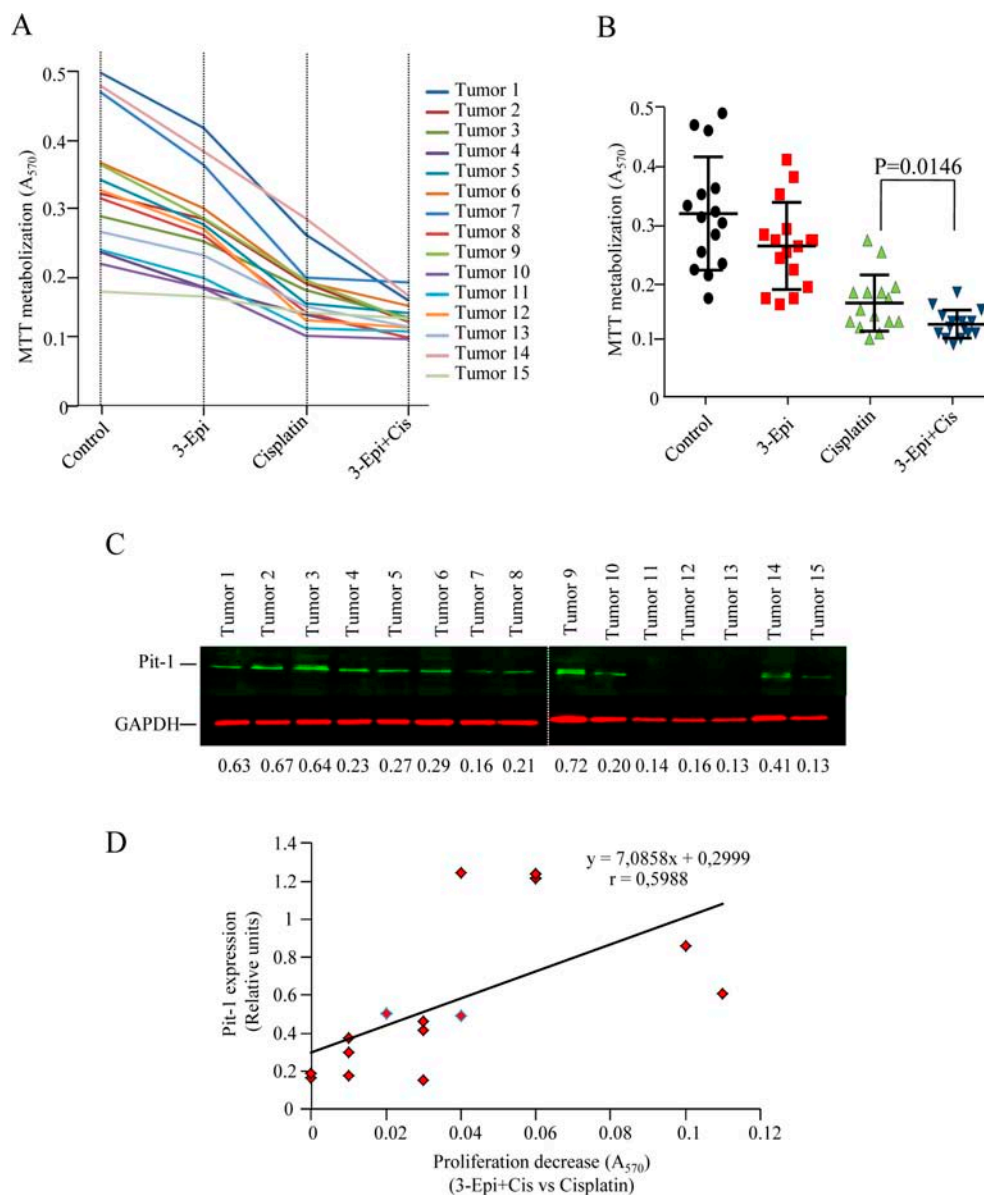 A
MTT metabolization (A570)
0.5
0.4
0.3
0.2
0.1
0
Control
3-Epi
Cisplatin
3-Epi+Cis
Tumor 1
Tumor 2
Tumor 3
Tumor 4
Tumor 5
Tumor 6
Tumor 7
Tumor 8
Tumor 9
Tumor 10
Tumor 11
Tumor 12
Tumor 13
Tumor 14
Tumor 15
B
MTT metabolization (A570)
0.5
0.4
0.3
0.2
0.1
0
P=0.0146
Control
3-Epi
Cisplatin
3-Epi+Cis
C
Tumor 1
Tumor 2
Tumor 3
Tumor 4
Tumor 5
Tumor 6
Tumor 7
Tumor 8
Tumor 9
Tumor 10
Tumor 11
Tumor 12
Tumor 13
Tumor 14
Tumor 15
Pit-1
GAPDH
0.63 0.67 0.64 0.23 0.27 0.29 0.16 0.21 0.72 0.20 0.14 0.16 0.13 0.41 0.13
D
Pit-1 expression
(Relative units)
1.4
1.2
1
0.8
0.6
0.4
0.2
0
y = 7,0858x + 0,2999
r = 0,5988
0 0.02 0.04 0.06 0.08 0.1 0.12
Proliferation decrease (A570)
(3-Epi+Cis vs Cisplatin)